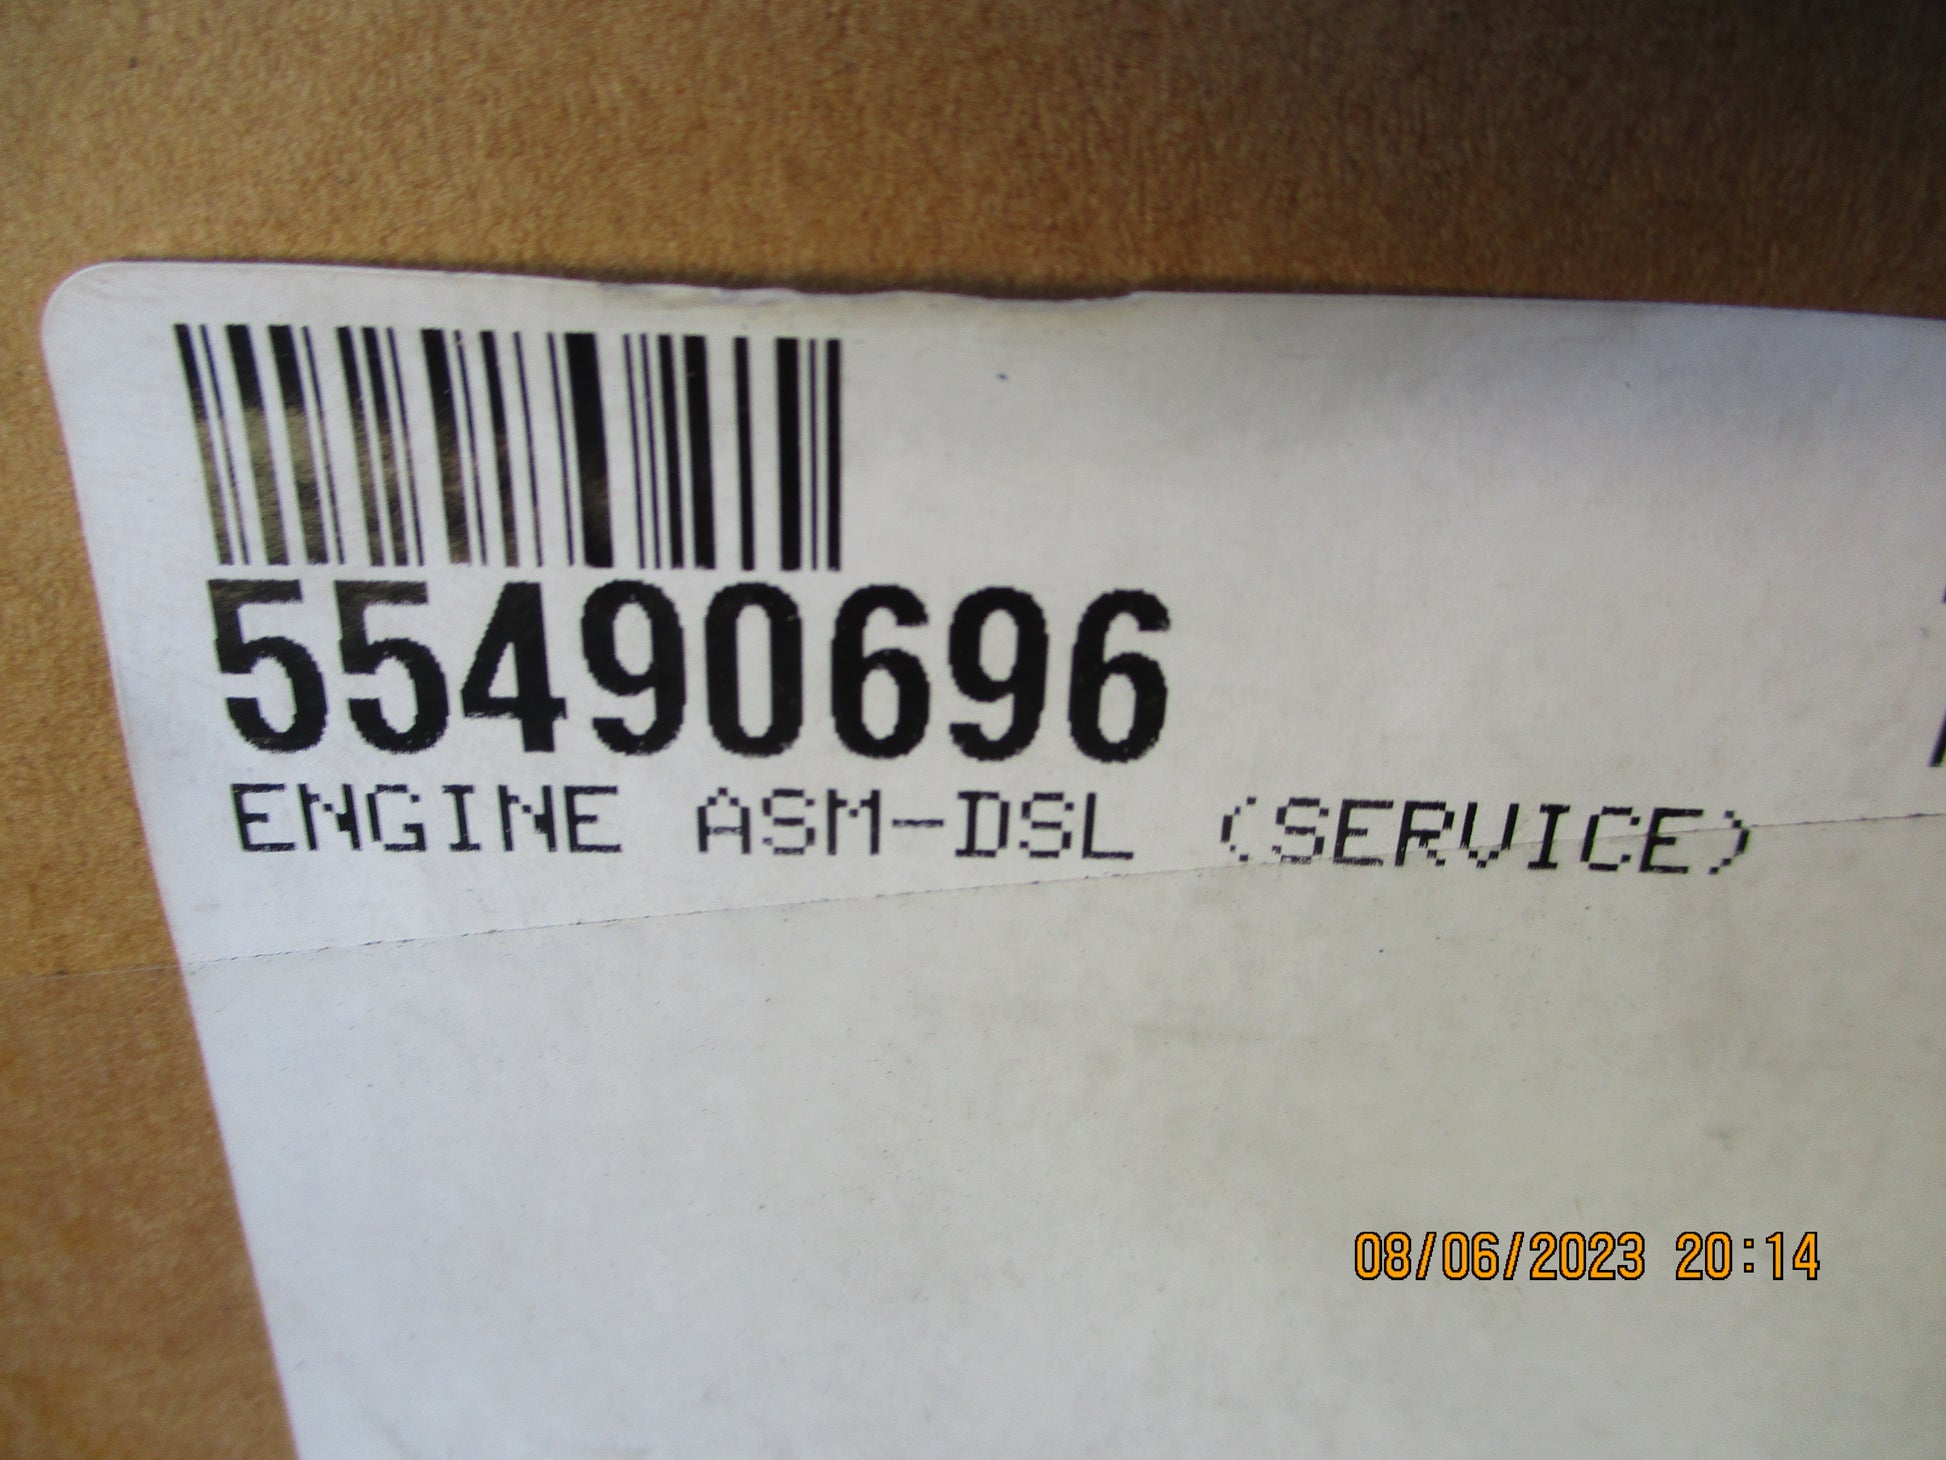 55490696
ENGINE ASM-DSL (SERVICE)
08/06/2023 20:14